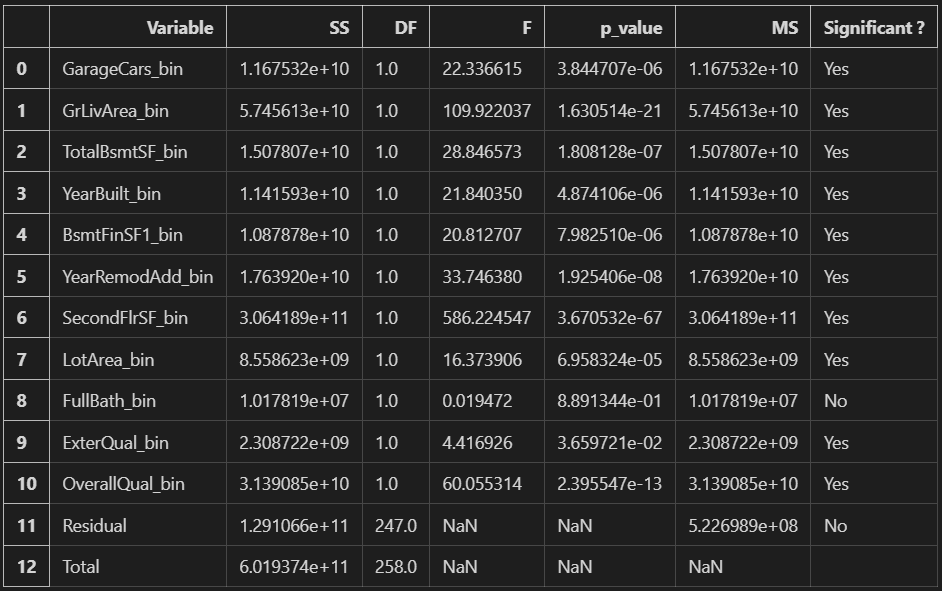 Variable SS DF F p_value MS Significant ?
0 GarageCars_bin 1.167532e+10 1.0 22.336615 3.844707e-06 1.167532e+10 Yes
1 GrLivArea_bin 5.745613e+10 1.0 109.922037 1.630514e-21 5.745613e+10 Yes
2 TotalBsmtSF_bin 1.507807e+10 1.0 28.846573 1.808128e-07 1.507807e+10 Yes
3 YearBuilt_bin 1.141593e+10 1.0 21.840350 4.874106e-06 1.141593e+10 Yes
4 BsmtFinSF1_bin 1.087878e+10 1.0 20.812707 7.982510e-06 1.087878e+10 Yes
5 YearRemodAdd_bin 1.763920e+10 1.0 33.746380 1.925406e-08 1.763920e+10 Yes
6 SecondFlrSF_bin 3.064189e+11 1.0 586.224547 3.670532e-67 3.064189e+11 Yes
7 LotArea_bin 8.558623e+09 1.0 16.373906 6.958324e-05 8.558623e+09 Yes
8 FullBath_bin 1.017819e+07 1.0 0.019472 8.891344e-01 1.017819e+07 No
9 ExterQual_bin 2.308722e+09 1.0 4.416926 3.659721e-02 2.308722e+09 Yes
10 OverallQual_bin 3.139085e+10 1.0 60.055314 2.395547e-13 3.139085e+10 Yes
11 Residual 1.291066e+11 247.0 NaN NaN 5.226989e+08 No
12 Total 6.019374e+11 258.0 NaN NaN NaN